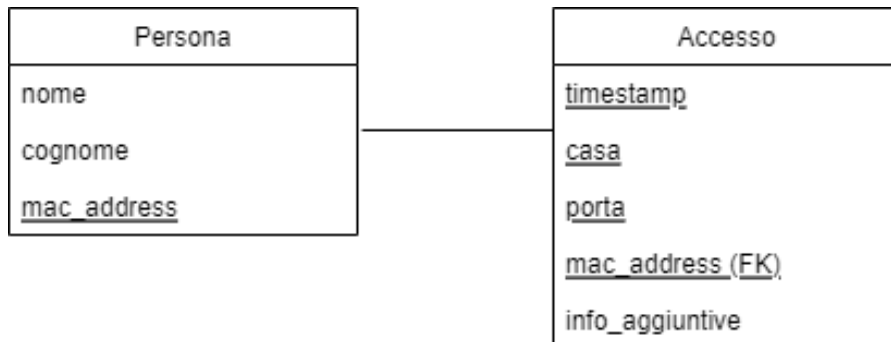 Persona
nome
cognome
mac_address
Accesso
timestamp
casa
porta
mac_address (FK)
info_aggiuntive